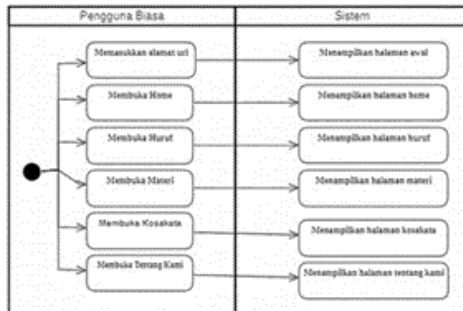 Pengguna Biasa
Sistem
Memasukkan alamat url
Menampilkan halaman awal
Membuka Home
Menampilkan halaman home
Membuka Huruf
Menampilkan halaman huruf
Membuka Materi
Menampilkan halaman materi
Membuka Kosakata
Menampilkan halaman kosakata
Membuka Tentang Kami
Menampilkan halaman tentang kami